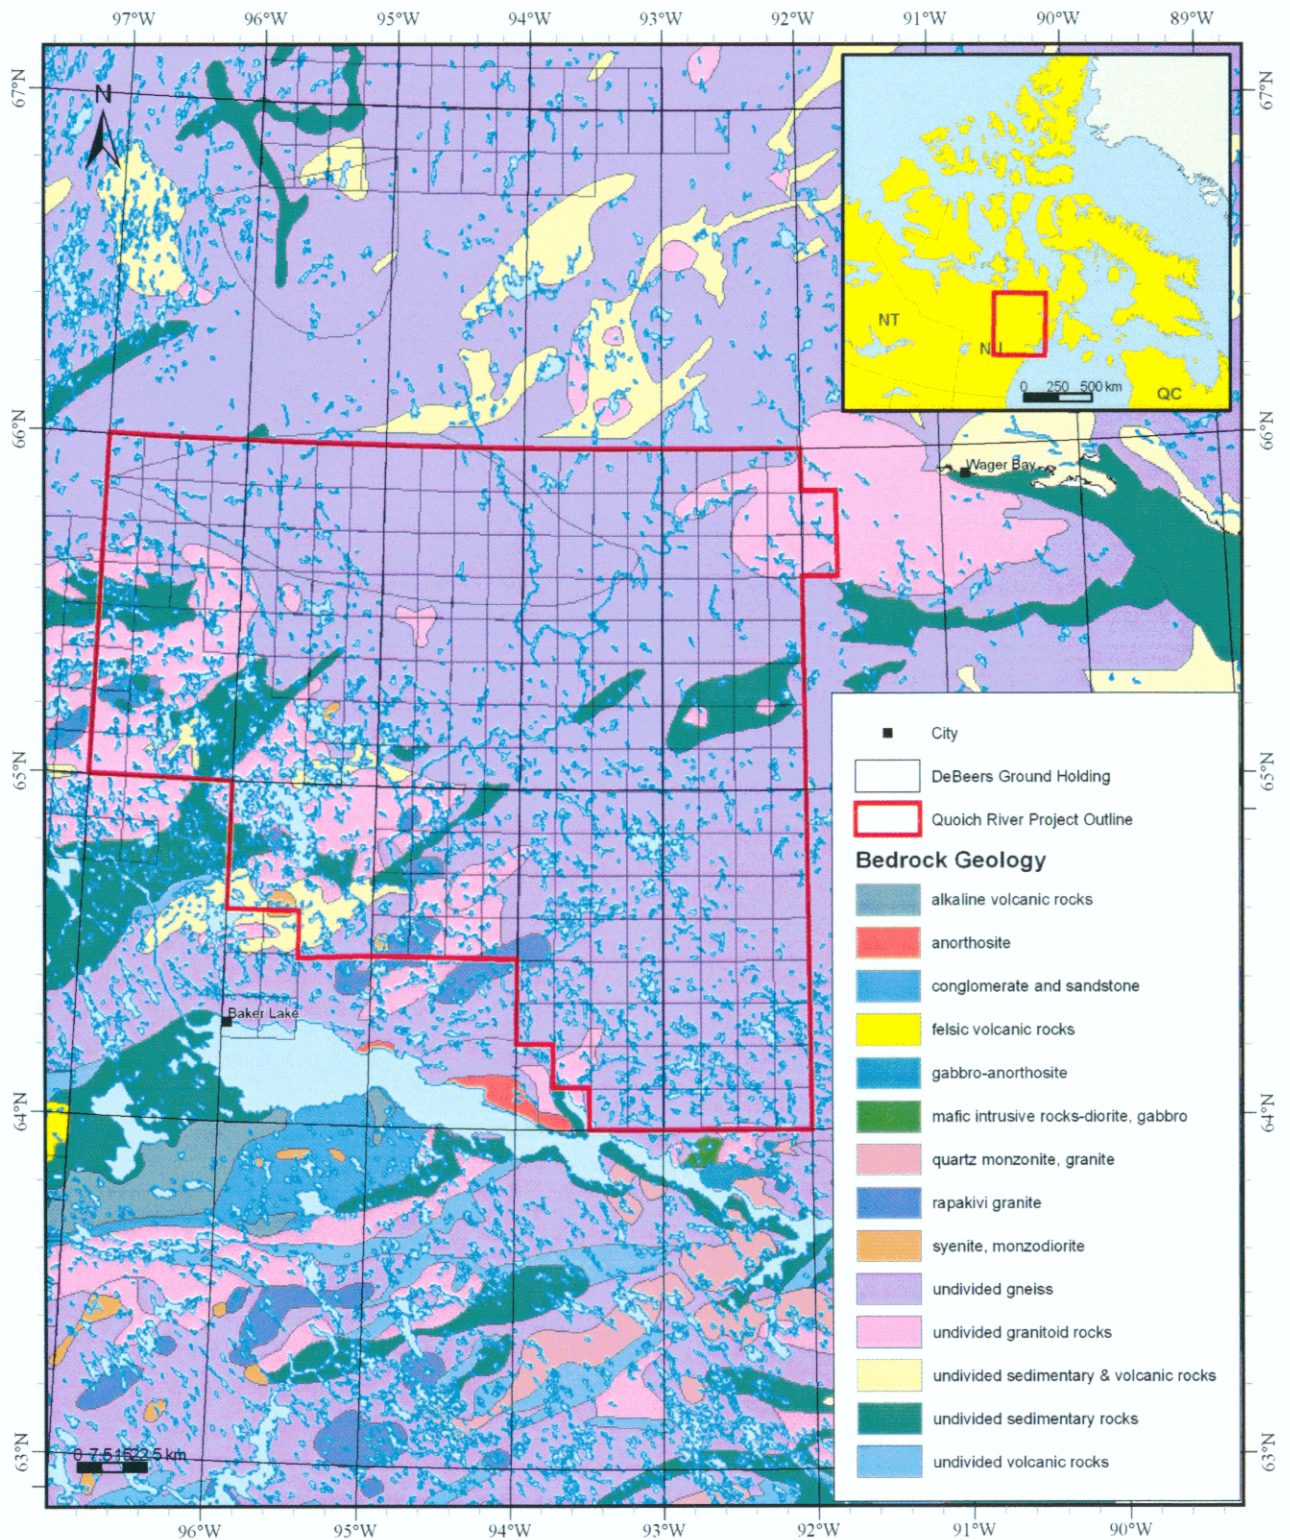 97°W 96°W 95°W 94°W 93°W 92°W 91°W 90°W 89°W
67°N
67°N
N
NT
NU
QC
0 250 500 km
66°N
66°N
Wager Bay
65°N
65°N
City
DeBeers Ground Holding
Quoich River Project Outline
Bedrock Geology
alkaline volcanic rocks
anorthosite
conglomerate and sandstone
felsic volcanic rocks
gabbro-anorthosite
mafic intrusive rocks-diorite, gabbro
quartz monzonite, granite
rapakivi granite
syenite, monzodiorite
undivided gneiss
undivided granitoid rocks
undivided sedimentary & volcanic rocks
undivided sedimentary rocks
undivided volcanic rocks
Baker Lake
64°N
64°N
63°N
63°N
96°W 95°W 94°W 93°W 92°W 91°W 90°W